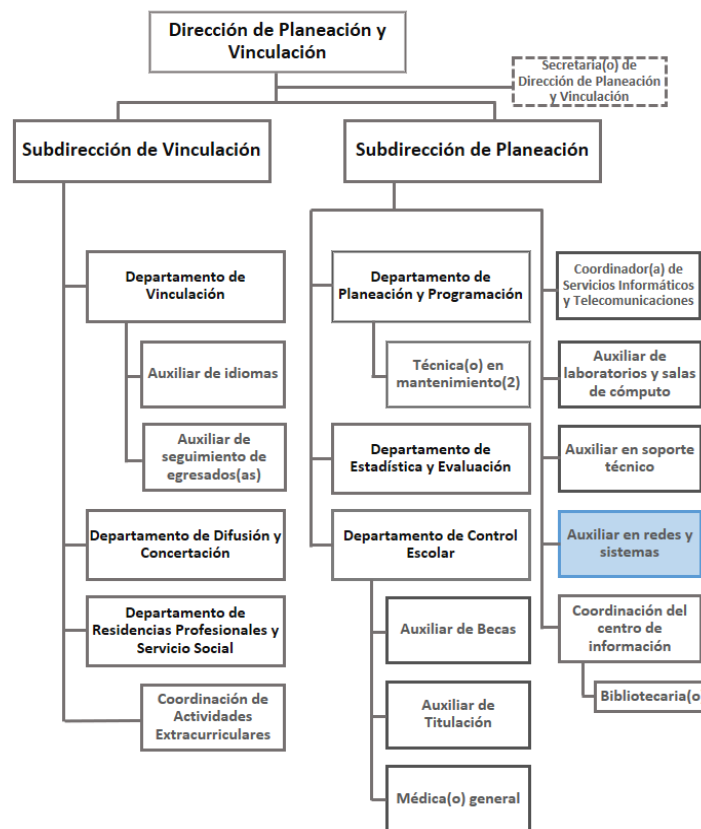 Dirección de Planeación y
Vinculación
Secretaria(o) de
Dirección de Planeación
y Vinculación
Subdirección de Vinculación
Subdirección de Planeación
Departamento de
Vinculación
Auxiliar de idiomas
Auxiliar de
seguimiento de
egresados(as)
Departamento de Difusión y
Concertación
Departamento de
Residencias Profesionales y
Servicio Social
Coordinación de
Actividades
Extracurriculares
Departamento de
Planeación y Programación
Técnica(o) en
mantenimiento(2)
Departamento de
Estadística y Evaluación
Departamento de Control
Escolar
Auxiliar de Becas
Auxiliar de
Titulación
Médica(o) general
Coordinador(a) de
Servicios Informáticos
y Telecomunicaciones
Auxiliar de
laboratorios y salas
de cómputo
Auxiliar en soporte
técnico
Auxiliar en redes y
sistemas
Coordinación del
centro de
información
Bibliotecaria(o